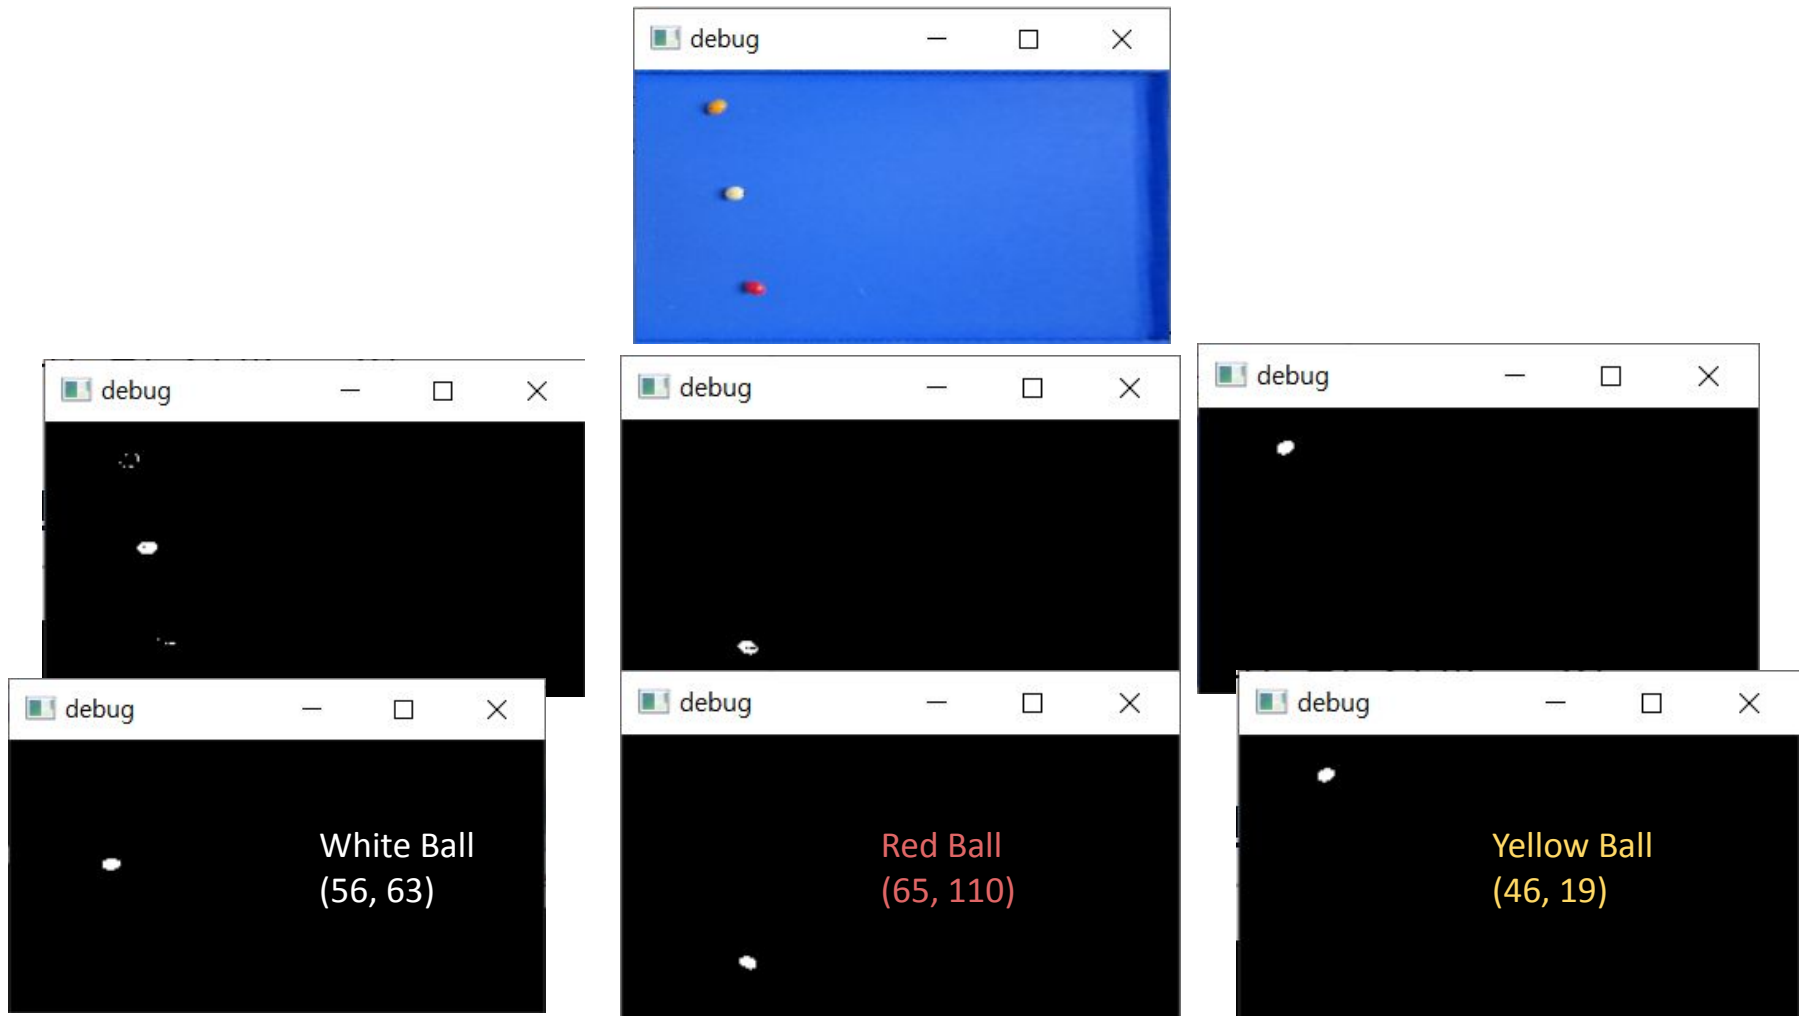 debug
debug
debug
debug
debug
White Ball
(56, 63)
debug
Red Ball
(65, 110)
debug
Yellow Ball
(46, 19)